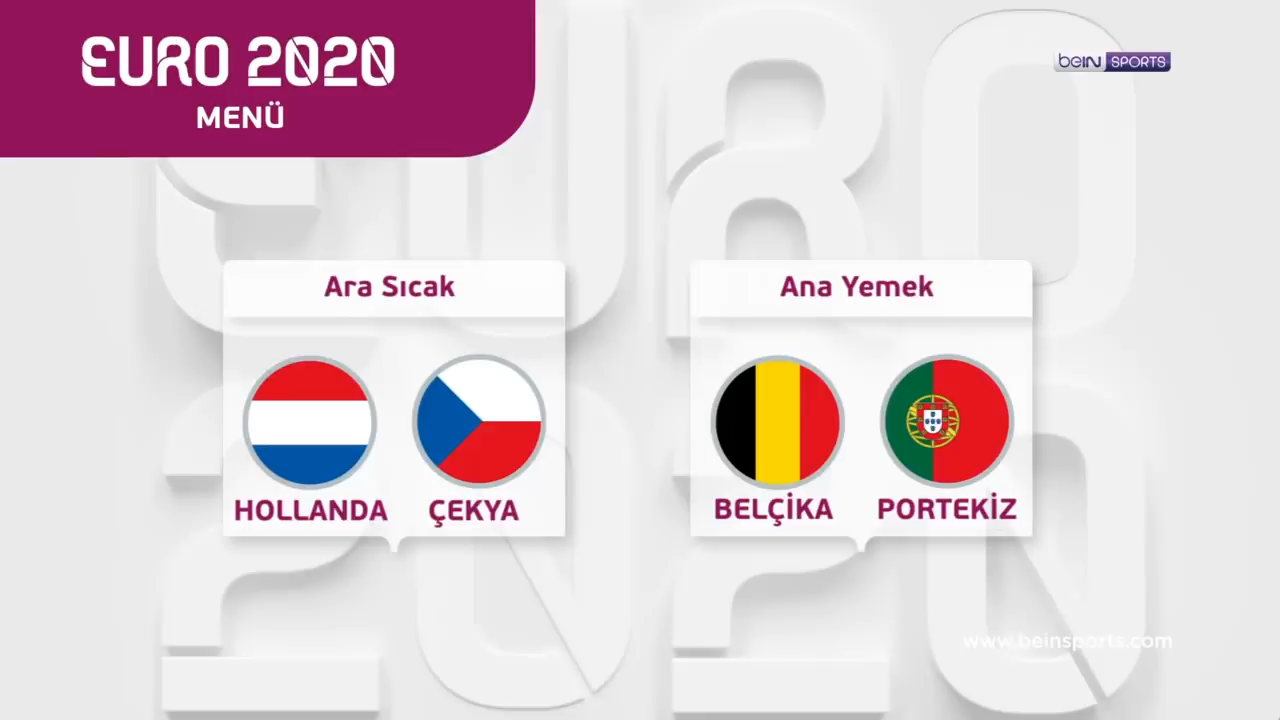 EURO 2020
MENÜ
beIN SPORTS
Ara Sıcak
HOLLANDA ÇEKYA
Ana Yemek
BELÇİKA PORTEKİZ
www.beinsports.com